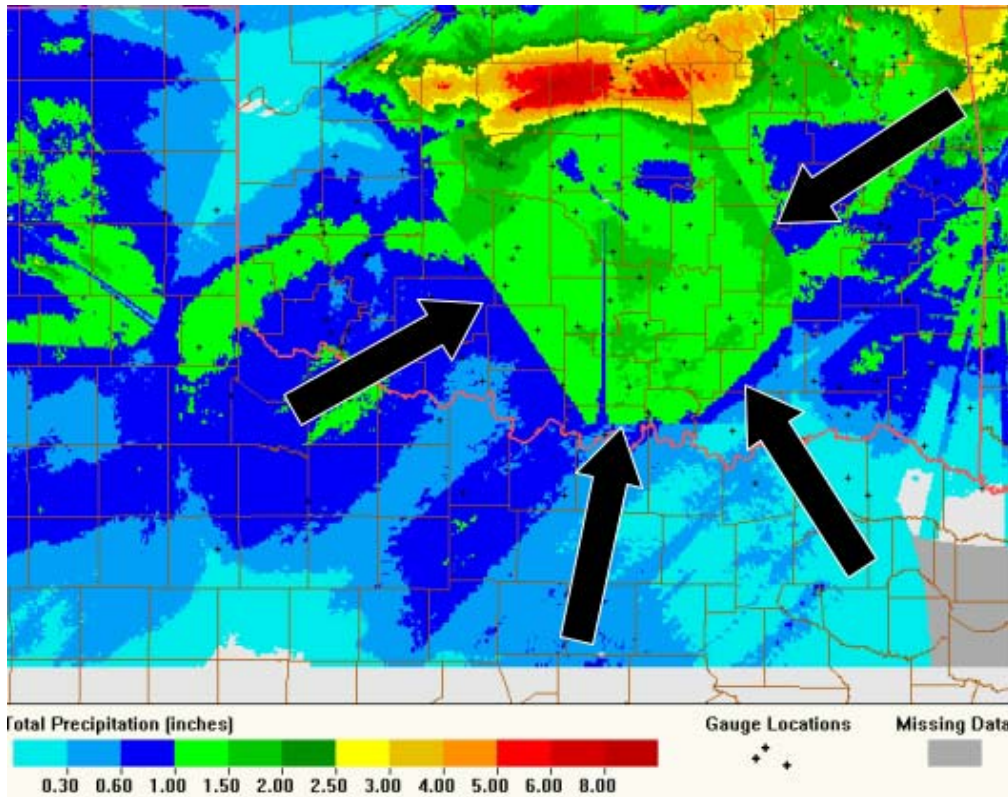 Total Precipitation (inches)
Gauge Locations
Missing Data
0.30 0.60 1.00 1.50 2.00 2.50 3.00 4.00 5.00 6.00 8.00